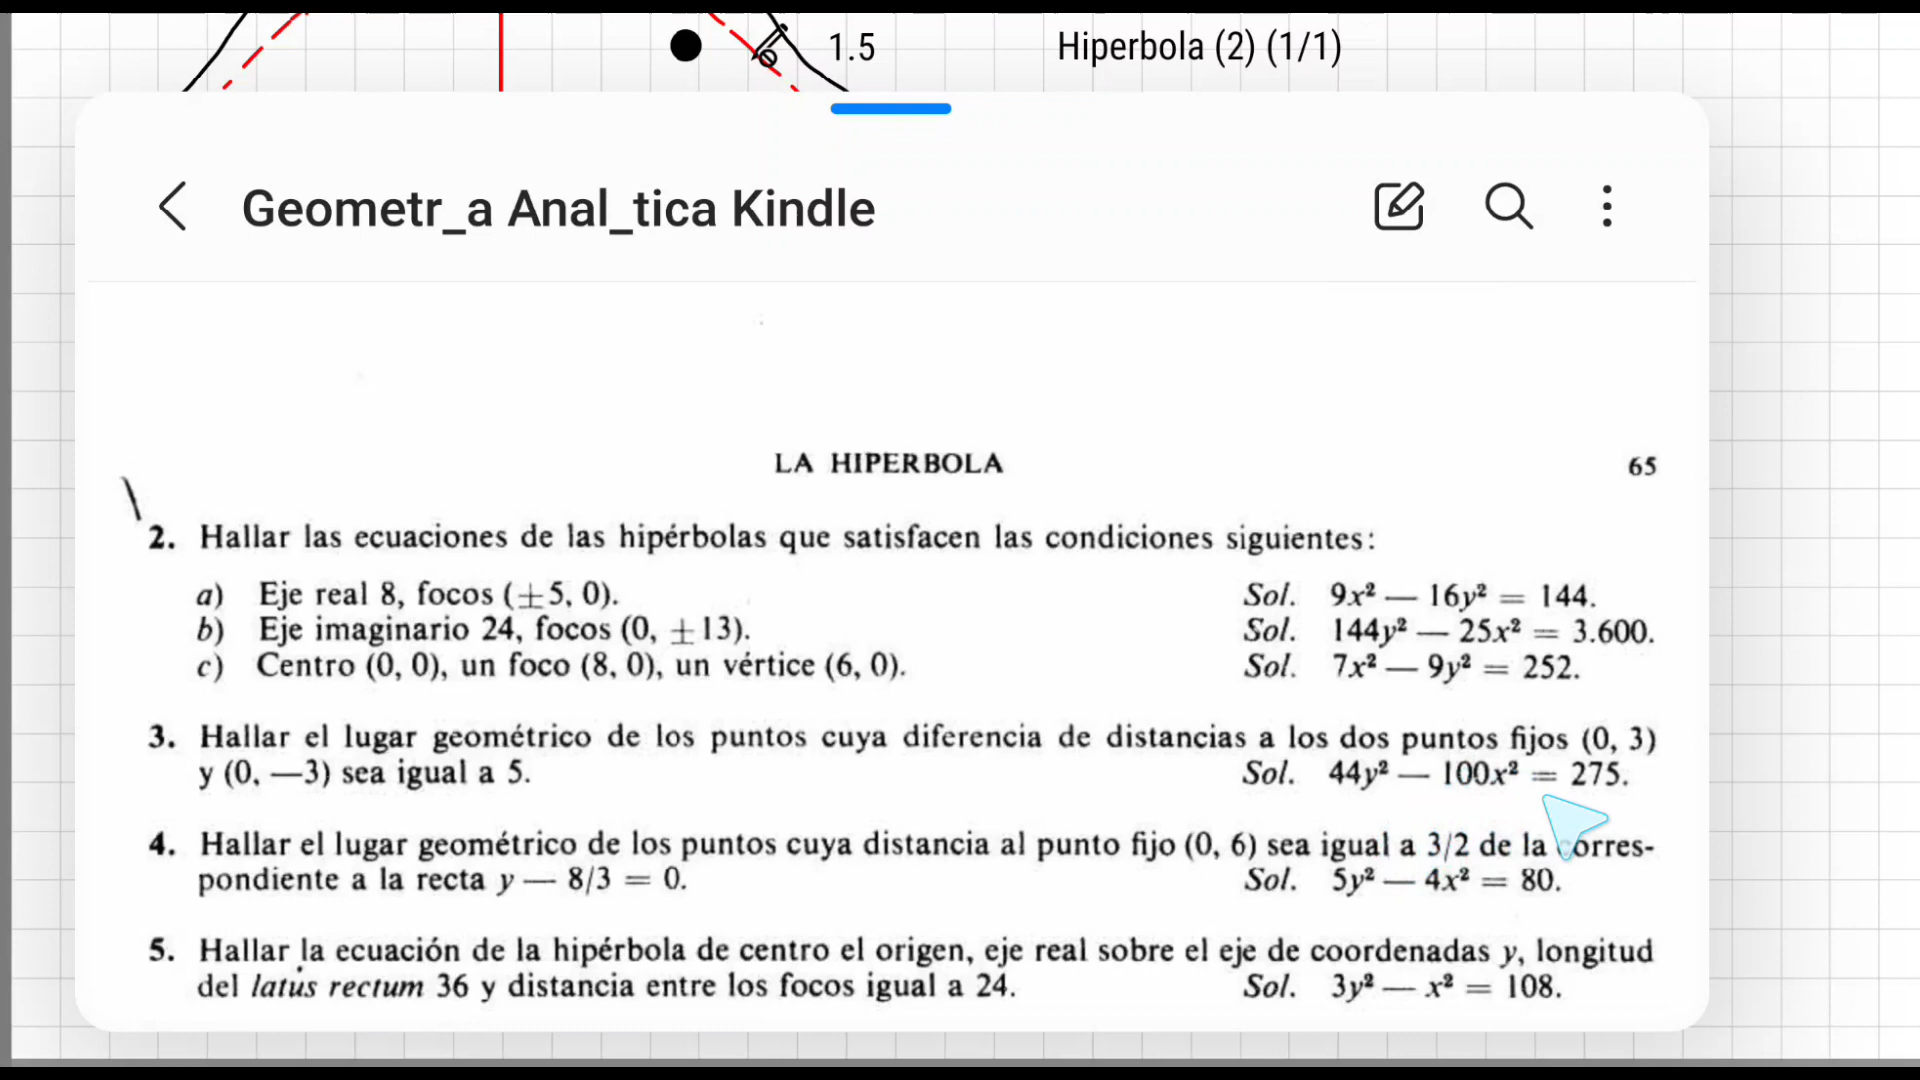 1.5 Hiperbola (2) (1/1)
Geometr_a Anal_tica Kindle
LA HIPERBOLA 65
2. Hallar las ecuaciones de las hipérbolas que satisfacen las condiciones siguientes:
a) Eje real 8, focos (±5, 0). Sol. 9x² — 16y² = 144.
b) Eje imaginario 24, focos (0, ±13). Sol. 144y² — 25x² = 3.600.
c) Centro (0, 0), un foco (8, 0), un vértice (6, 0). Sol. 7x² — 9y² = 252.
3. Hallar el lugar geométrico de los puntos cuya diferencia de distancias a los dos puntos fijos (0, 3)
y (0, —3) sea igual a 5. Sol. 44y² — 100x² = 275.
4. Hallar el lugar geométrico de los puntos cuya distancia al punto fijo (0, 6) sea igual a 3/2 de la corres-
pondiente a la recta y — 8/3 = 0. Sol. 5y² — 4x² = 80.
5. Hallar la ecuación de la hipérbola de centro el origen, eje real sobre el eje de coordenadas y, longitud
del latus rectum 36 y distancia entre los focos igual a 24. Sol. 3y² — x² = 108.